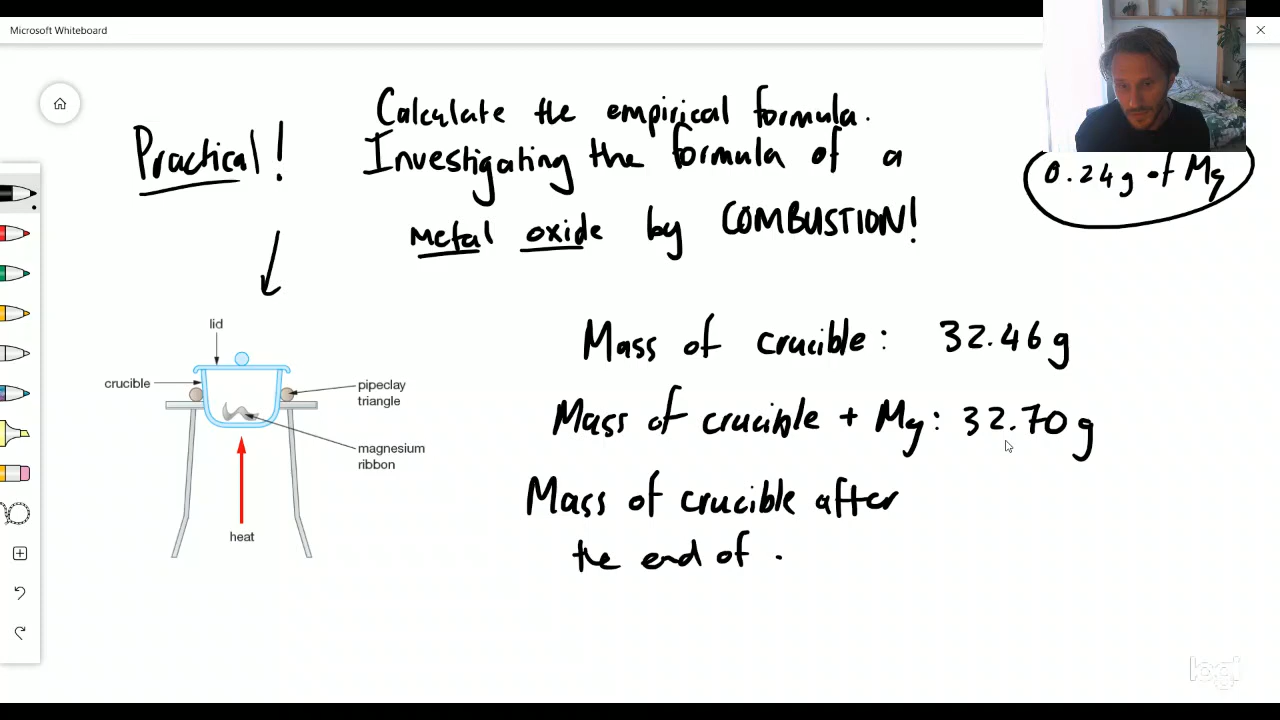 Microsoft Whiteboard
Calculate the empirical formula.
Practical!
Investigating the formula of a
metal oxide by COMBUSTION!
0.24g of Mg
lid
crucible
pipeclay
triangle
magnesium
ribbon
heat
Mass of crucible: 32.46g
Mass of crucible + Mg: 32.70g
Mass of crucible after
the end of
logi